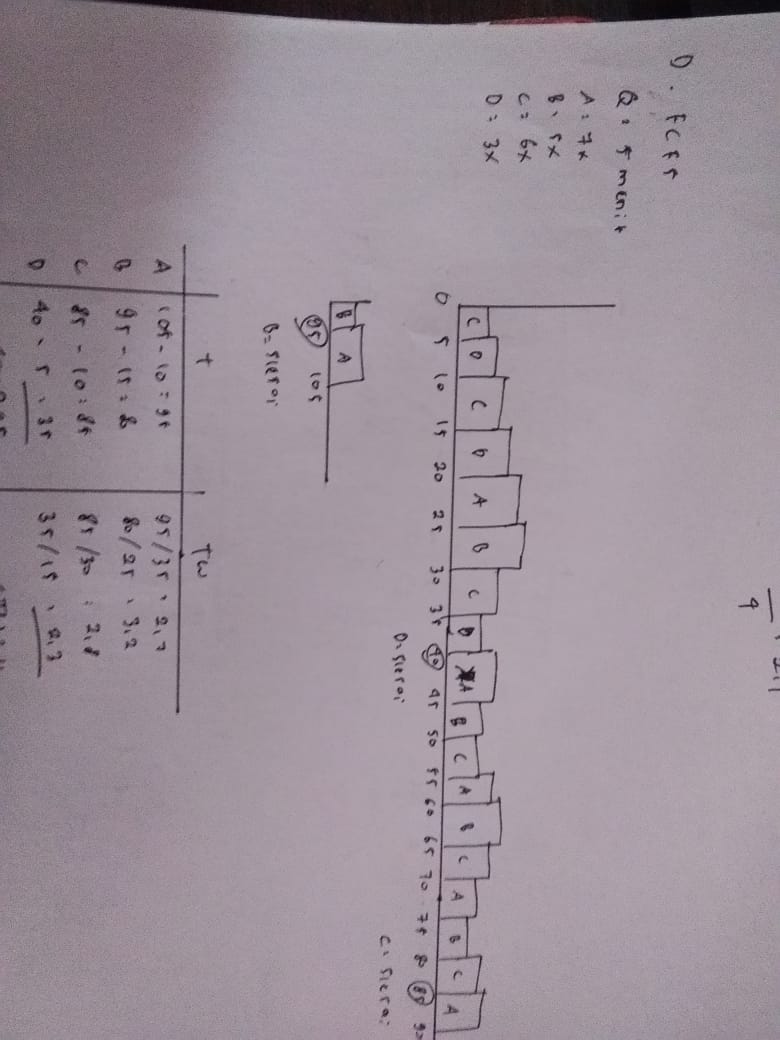 4
D. FCFS
Q = 5 menit
A = 7x
B = 5x
C = 6x
D = 3x
C D C D A B C D A B C A B C A B C A
0 5 10 15 20 25 30 35 40 45 50 55 60 65 70 75 80 85 90
D = selesai
C = selesai
B A
95 105
B = selesai
T TW
A 105 - 10 = 95 95/35 = 2,7
B 95 - 15 = 80 80/25 = 3,2
C 85 - 10 = 85 85/30 = 2,8
D 40 - 5 = 35 35/15 = 2,3